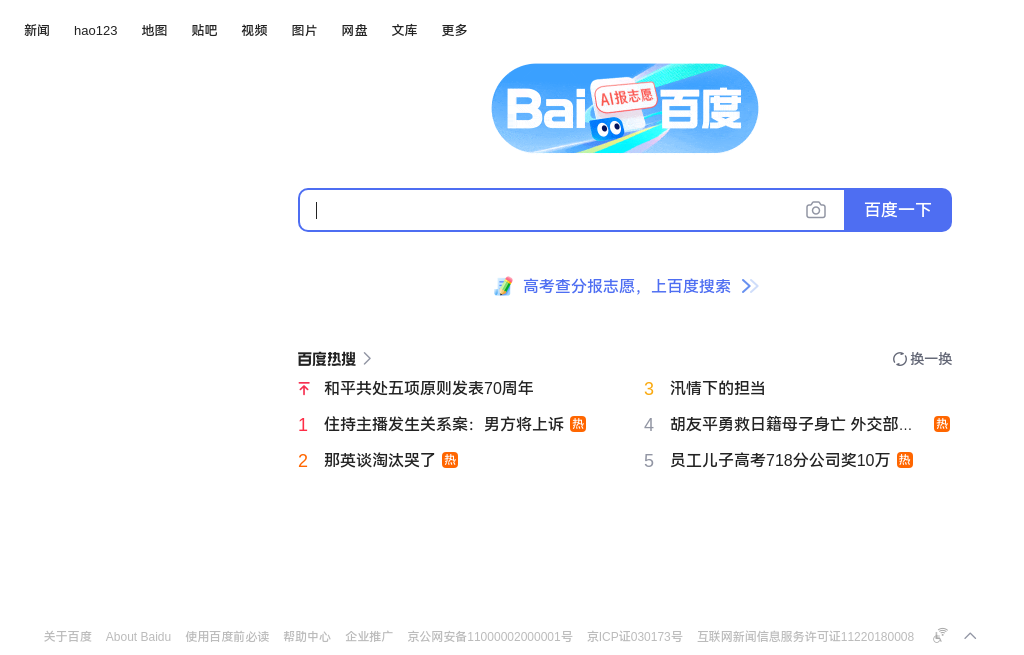 新闻 hao123 地图 贴吧 视频 图片 网盘 文库 更多
Bai AI报志愿 百度
百度一下
高考查分报志愿，上百度搜索
百度热搜 换一换
和平共处五项原则发表70周年
3 汛情下的担当
1 住持主播发生关系案：男方将上诉 热
4 胡友平勇救日籍母子身亡 外交部... 热
2 那英谈淘汰哭了 热
5 员工儿子高考718分公司奖10万 热
关于百度 About Baidu 使用百度前必读 帮助中心 企业推广 京公网安备11000002000001号 京ICP证030173号 互联网新闻信息服务许可证11220180008